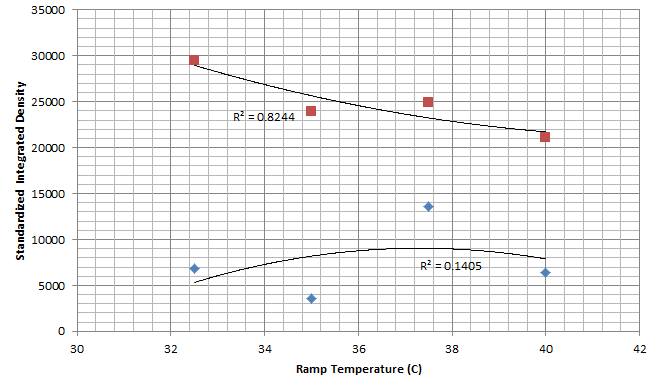 35000
30000
25000
20000
15000
10000
5000
0
Standardized Integrated Density
R² = 0.8244
R² = 0.1405
30 32 34 36 38 40 42
Ramp Temperature (C)